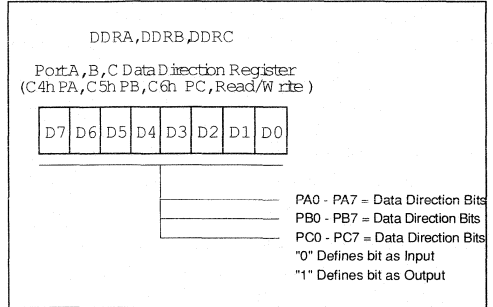 DDRA,DDRB,DDRC
Port A, B, C Data Direction Register
(C4h PA, C5h PB, C6h PC, Read/Write)
D7 D6 D5 D4 D3 D2 D1 D0
PA0 - PA7 = Data Direction Bits
PB0 - PB7 = Data Direction Bits
PC0 - PC7 = Data Direction Bits
"0" Defines bit as Input
"1" Defines bit as Output